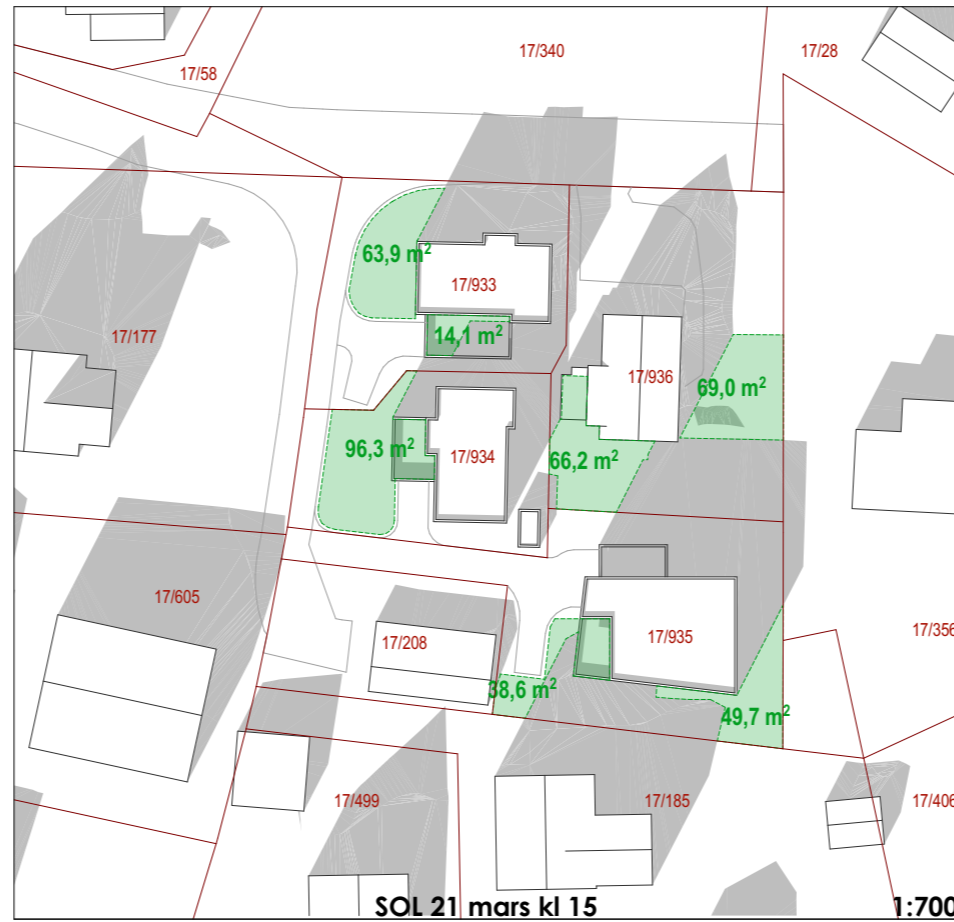 17/340
17/28
17/58
63,9 m²
17/933
17/177
14,1 m²
17/936
69,0 m²
96,3 m²
17/934
66,2 m²
17/605
17/208
17/935
17/356
38,6 m²
49,7 m²
17/499
17/185
17/406
SOL 21 mars kl 15
1:700